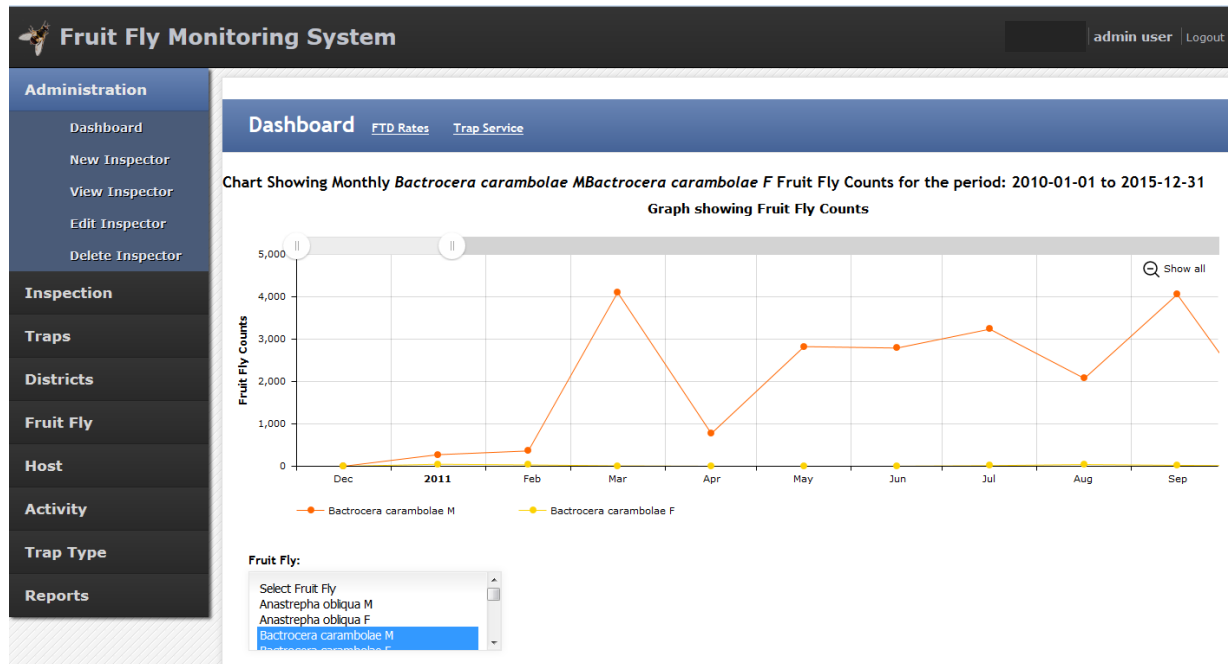 Fruit Fly Monitoring System
admin user Logout
Administration
Dashboard
New Inspector
View Inspector
Edit Inspector
Delete Inspector
Inspection
Traps
Districts
Fruit Fly
Host
Activity
Trap Type
Reports
Dashboard FTD Rates Trap Service
Chart Showing Monthly Bactrocera carambolae MBactrocera carambolae F Fruit Fly Counts for the period: 2010-01-01 to 2015-12-31
Graph showing Fruit Fly Counts
Show all
Fruit Fly Counts
5,000
4,000
3,000
2,000
1,000
0
Dec 2011 Feb Mar Apr May Jun Jul Aug Sep
Bactrocera carambolae M Bactrocera carambolae F
Fruit Fly:
Select Fruit Fly
Anastrepha obliqua M
Anastrepha obliqua F
Bactrocera carambolae M
Bactrocera carambolae F